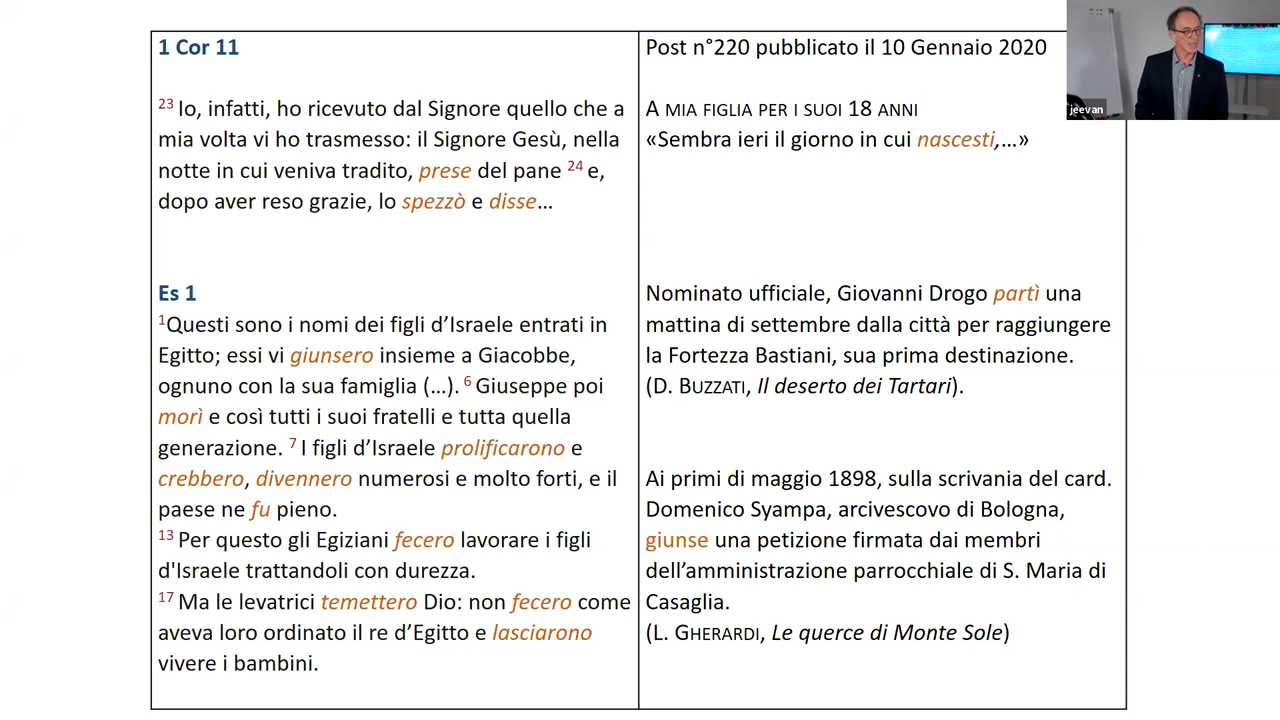 1 Cor 11
23 Io, infatti, ho ricevuto dal Signore quello che a
mia volta vi ho trasmesso: il Signore Gesù, nella
notte in cui veniva tradito, prese del pane 24 e,
dopo aver reso grazie, lo spezzò e disse…
Es 1
1Questi sono i nomi dei figli d’Israele entrati in
Egitto; essi vi giunsero insieme a Giacobbe,
ognuno con la sua famiglia (…). 6 Giuseppe poi
morì e così tutti i suoi fratelli e tutta quella
generazione. 7 I figli d’Israele prolificarono e
crebbero, divennero numerosi e molto forti, e il
paese ne fu pieno.
13 Per questo gli Egiziani fecero lavorare i figli
d'Israele trattandoli con durezza.
17 Ma le levatrici temettero Dio: non fecero come
aveva loro ordinato il re d’Egitto e lasciarono
vivere i bambini.
Post n°220 pubblicato il 10 Gennaio 2020
A MIA FIGLIA PER I SUOI 18 ANNI
«Sembra ieri il giorno in cui nascesti,…»
Nominato ufficiale, Giovanni Drogo partì una
mattina di settembre dalla città per raggiungere
la Fortezza Bastiani, sua prima destinazione.
(D. BUZZATI, Il deserto dei Tartari).
Ai primi di maggio 1898, sulla scrivania del card.
Domenico Syampa, arcivescovo di Bologna,
giunse una petizione firmata dai membri
dell’amministrazione parrocchiale di S. Maria di
Casaglia.
(L. GHERARDI, Le querce di Monte Sole)
jeevan